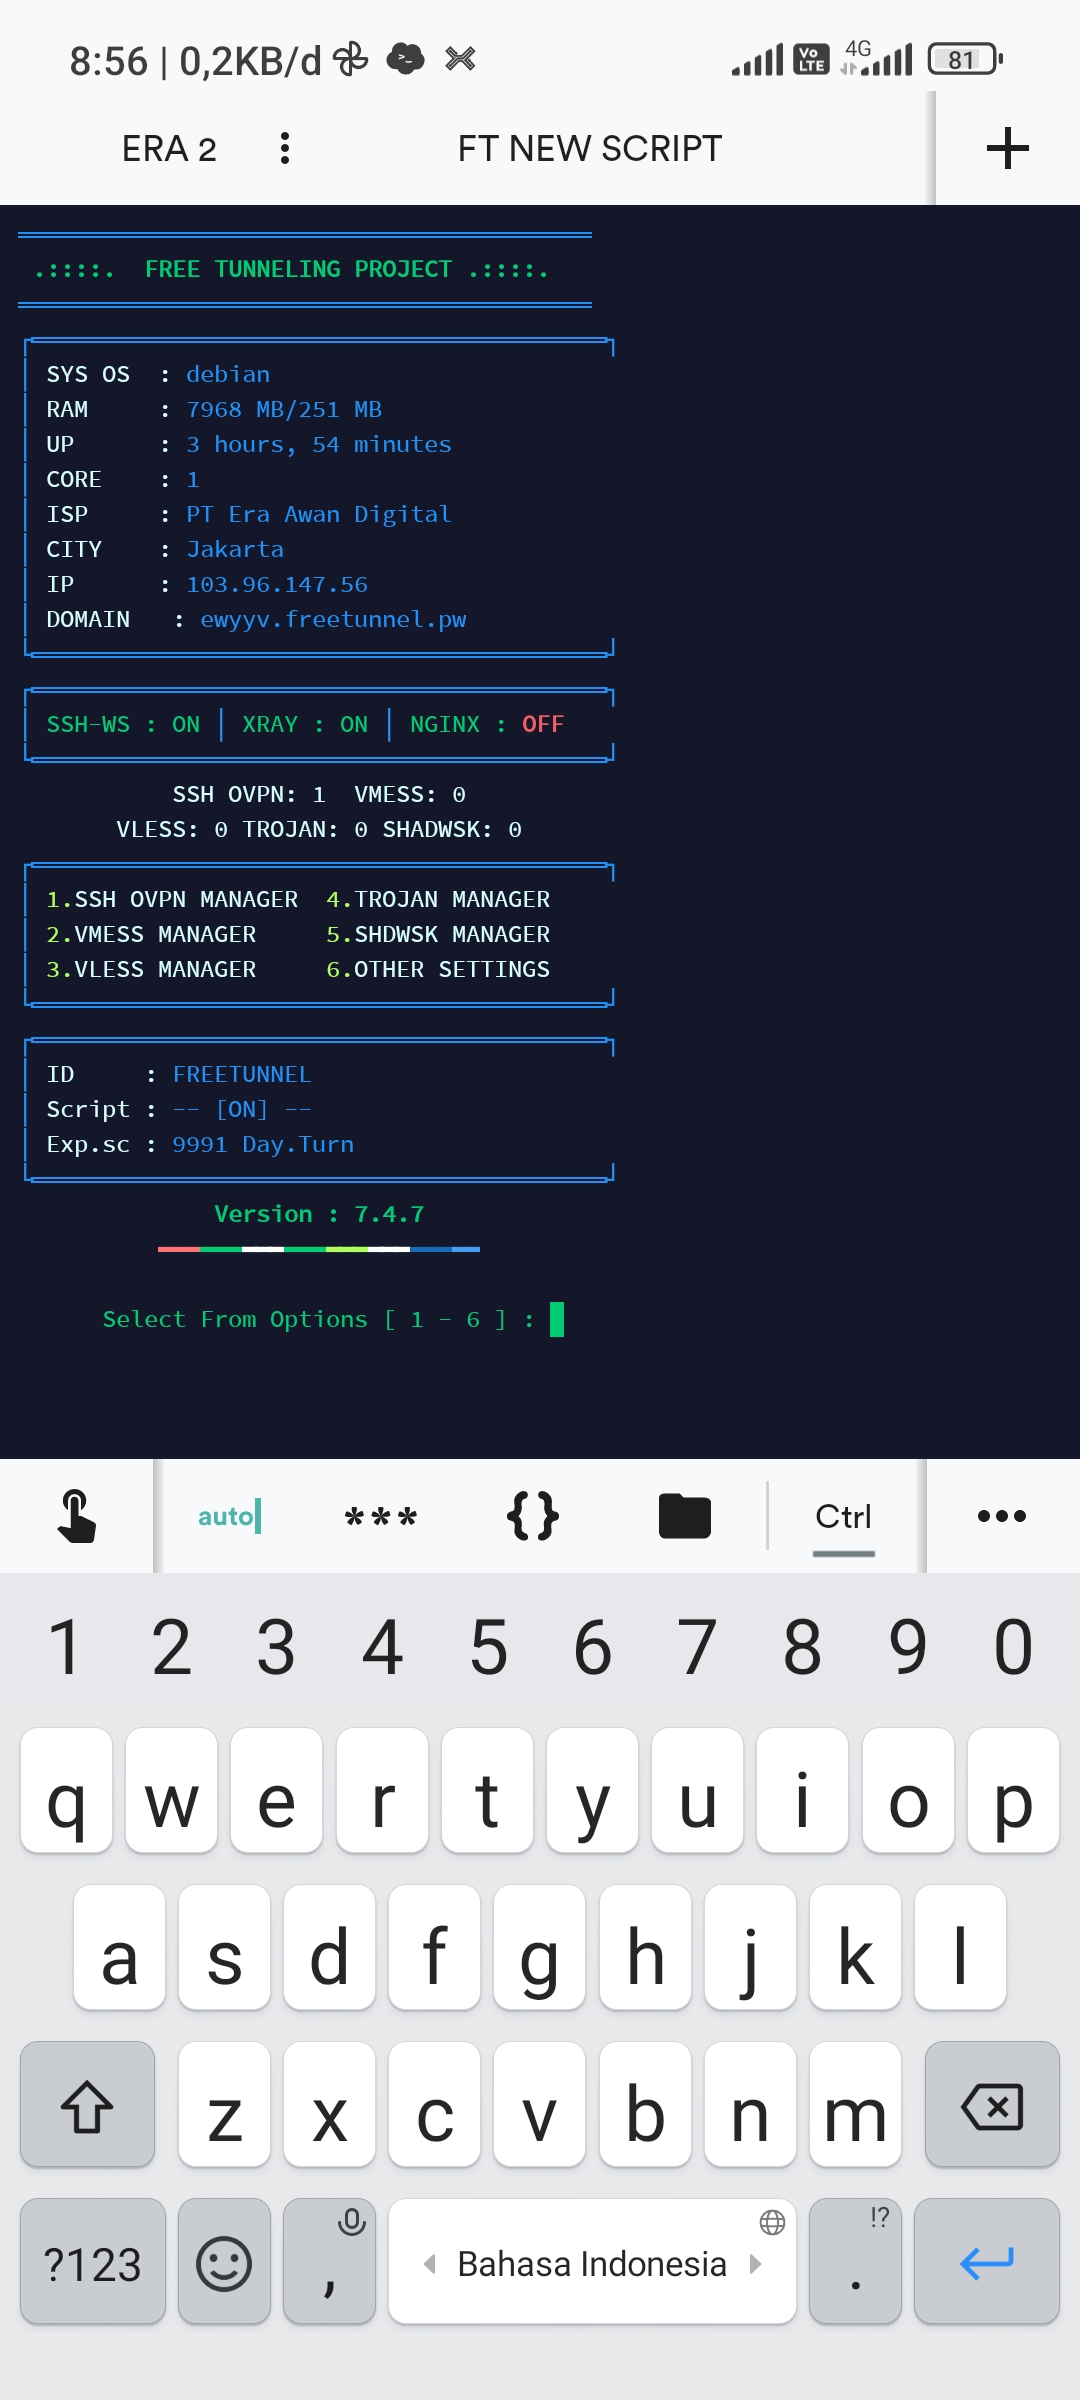 8:56 | 0,2KB/d VoLTE 4G 81
ERA 2 FT NEW SCRIPT
.::::. FREE TUNNELING PROJECT .::::.
SYS OS : debian
RAM : 7968 MB/251 MB
UP : 3 hours, 54 minutes
CORE : 1
ISP : PT Era Awan Digital
CITY : Jakarta
IP : 103.96.147.56
DOMAIN : ewyyv.freetunnel.pw
SSH-WS : ON │ XRAY : ON │ NGINX : OFF
SSH OVPN: 1 VMESS: 0
VLESS: 0 TROJAN: 0 SHADWSK: 0
1.SSH OVPN MANAGER 4.TROJAN MANAGER
2.VMESS MANAGER 5.SHDWSK MANAGER
3.VLESS MANAGER 6.OTHER SETTINGS
ID : FREETUNNEL
Script : -- [ON] --
Exp.sc : 9991 Day.Turn
Version : 7.4.7
Select From Options [ 1 - 6 ] :
auto *** {} Ctrl
1 2 3 4 5 6 7 8 9 0
q w e r t y u i o p
a s d f g h j k l
z x c v b n m
?123 , Bahasa Indonesia !? .